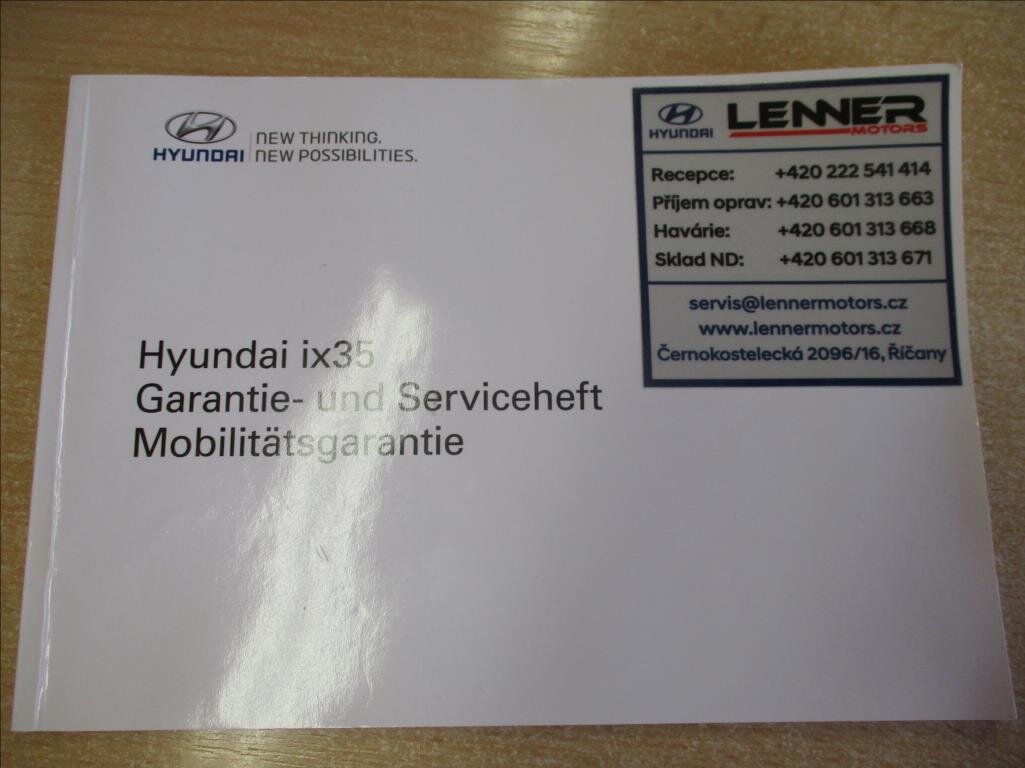 HYUNDAI
NEW THINKING.
NEW POSSIBILITIES.
Hyundai ix35
Garantie- und Serviceheft
Mobilitätsgarantie
HYUNDAI
LENNER
MOTORS
Recepce: +420 222 541 414
Příjem oprav: +420 601 313 663
Havárie: +420 601 313 668
Sklad ND: +420 601 313 671
servis@lennermotors.cz
www.lennermotors.cz
Černokostelecká 2096/16, Říčany